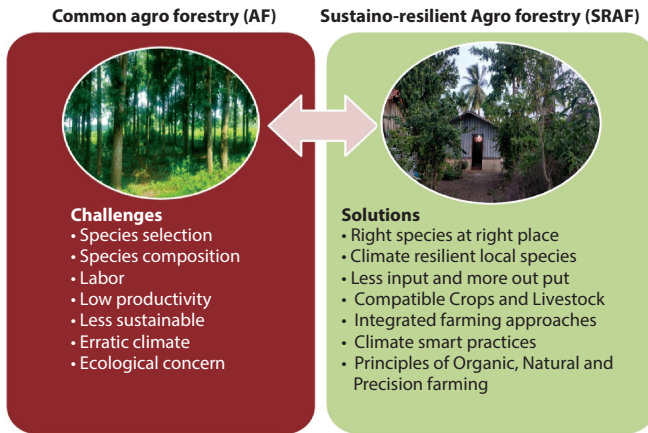 Common agro forestry (AF)
Sustaino-resilient Agro forestry (SRAF)
Challenges
• Species selection
• Species composition
• Labor
• Low productivity
• Less sustainable
• Erratic climate
• Ecological concern
Solutions
• Right species at right place
• Climate resilient local species
• Less input and more out put
• Compatible Crops and Livestock
• Integrated farming approaches
• Climate smart practices
• Principles of Organic, Natural and
Precision farming